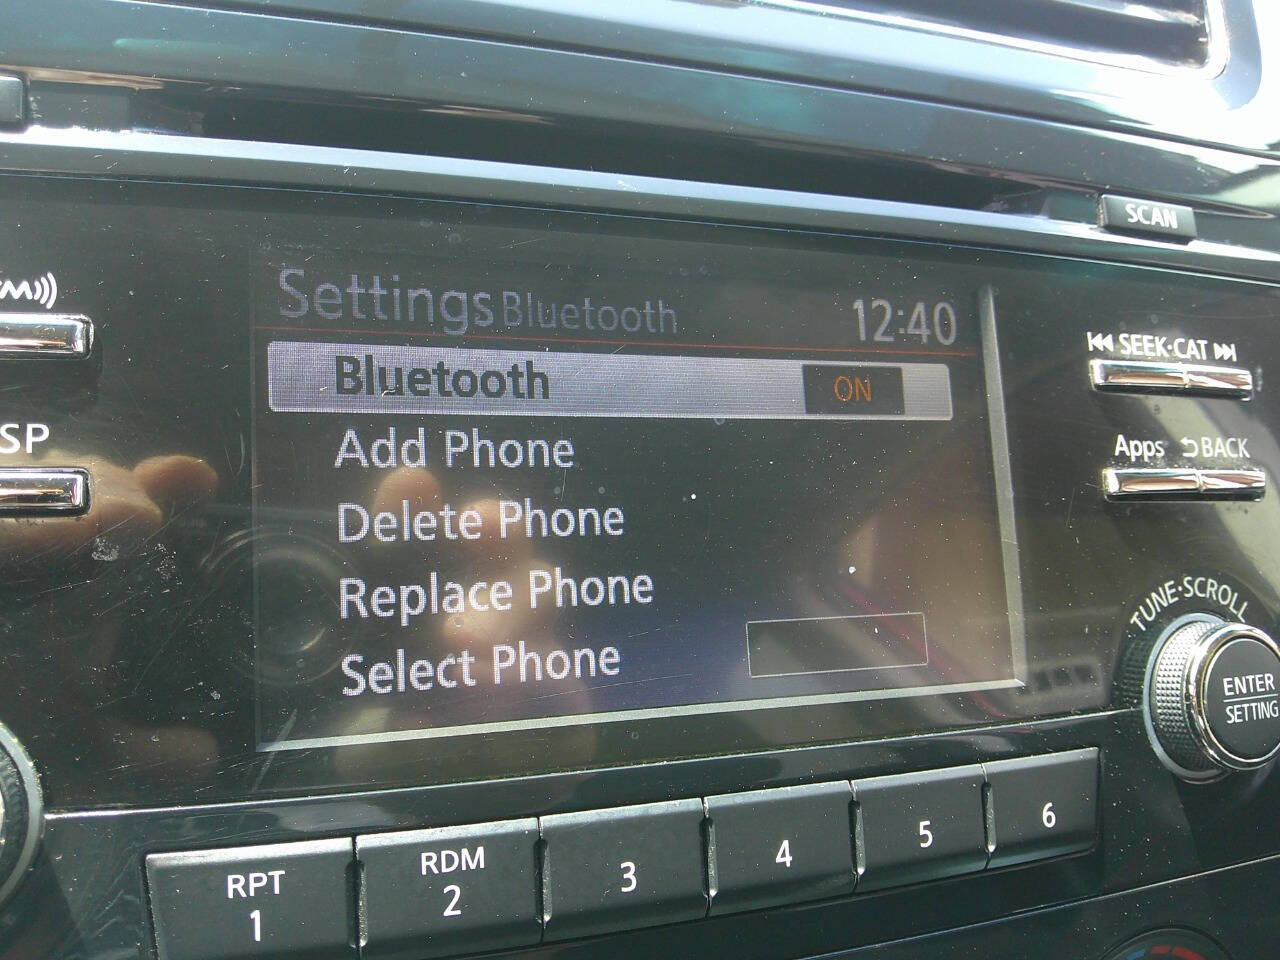 SCAN
Settings Bluetooth 12:40
Bluetooth ON
Add Phone
Delete Phone
Replace Phone
Select Phone
SEEK·CAT
Apps BACK
TUNE·SCROLL
ENTER
SETTING
RPT
1
RDM
2
3
4
5
6